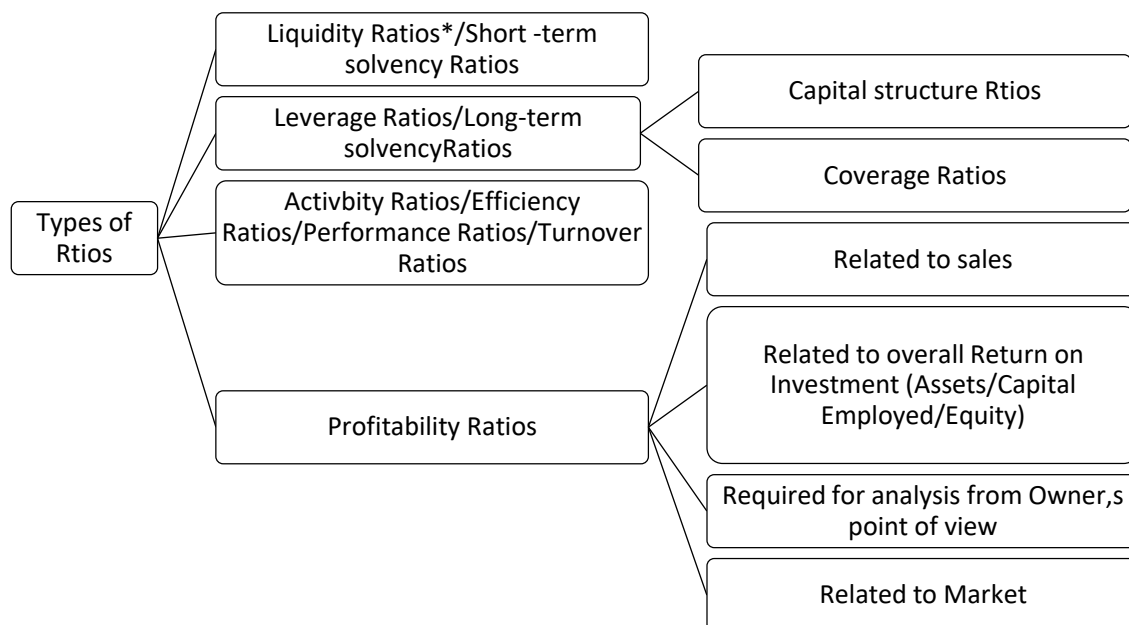 Types of
Rtios
Liquidity Ratios*/Short -term
solvency Ratios
Leverage Ratios/Long-term
solvencyRatios
Capital structure Rtios
Coverage Ratios
Activbity Ratios/Efficiency
Ratios/Performance Ratios/Turnover
Ratios
Profitability Ratios
Related to sales
Related to overall Return on
Investment (Assets/Capital
Employed/Equity)
Required for analysis from Owner,s
point of view
Related to Market